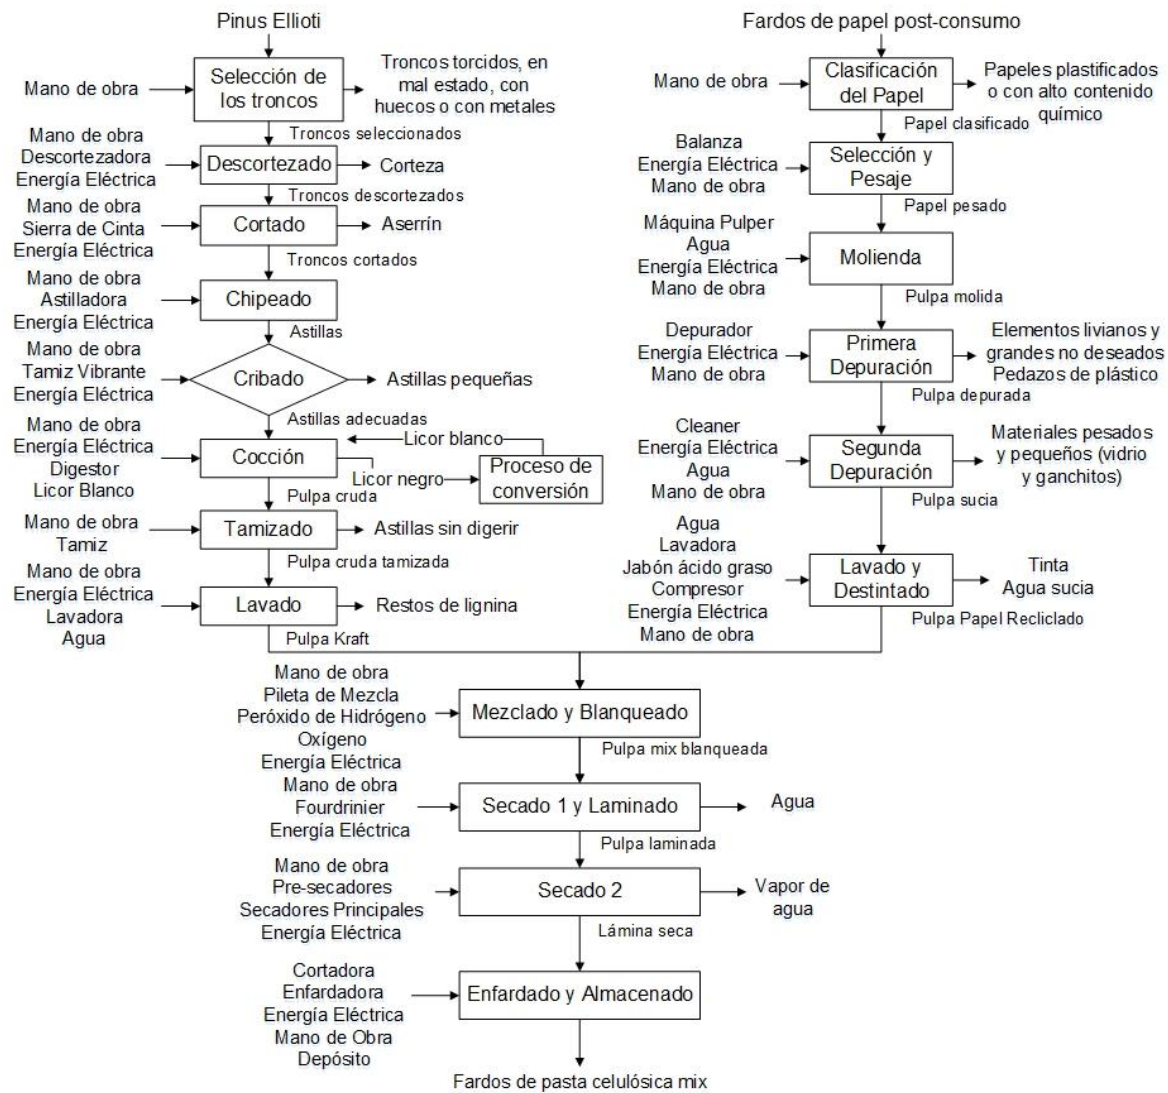 Pinus Ellioti
Mano de obra
Selección de
los troncos
Troncos torcidos, en
mal estado, con
huecos o con metales
Troncos seleccionados
Mano de obra
Descortezadora
Energía Eléctrica
Descortezado
Corteza
Troncos descortezados
Mano de obra
Sierra de Cinta
Energía Eléctrica
Cortado
Aserrín
Troncos cortados
Mano de obra
Astilladora
Energía Eléctrica
Chipeado
Astillas
Mano de obra
Tamiz Vibrante
Energía Eléctrica
Cribado
Astillas pequeñas
Astillas adecuadas
Mano de obra
Energía Eléctrica
Digestor
Licor Blanco
Cocción
Licor blanco
Licor negro
Proceso de
conversión
Pulpa cruda
Mano de obra
Tamiz
Tamizado
Astillas sin digerir
Pulpa cruda tamizada
Mano de obra
Energía Eléctrica
Lavadora
Agua
Lavado
Restos de lignina
Pulpa Kraft
Fardos de papel post-consumo
Mano de obra
Clasificación
del Papel
Papeles plastificados
o con alto contenido
químico
Papel clasificado
Balanza
Energía Eléctrica
Mano de obra
Selección y
Pesaje
Papel pesado
Máquina Pulper
Agua
Energía Eléctrica
Mano de obra
Molienda
Pulpa molida
Depurador
Energía Eléctrica
Mano de obra
Primera
Depuración
Elementos livianos y
grandes no deseados
Pedazos de plástico
Pulpa depurada
Cleaner
Energía Eléctrica
Agua
Mano de obra
Segunda
Depuración
Materiales pesados
y pequeños (vidrio
y ganchitos)
Pulpa sucia
Agua
Lavadora
Jabón ácido graso
Compresor
Energía Eléctrica
Mano de obra
Lavado y
Destintado
Tinta
Agua sucia
Pulpa Papel Recliclado
Mano de obra
Pileta de Mezcla
Peróxido de Hidrógeno
Oxígeno
Energía Eléctrica
Mezclado y Blanqueado
Pulpa mix blanqueada
Mano de obra
Fourdrinier
Energía Eléctrica
Secado 1 y Laminado
Agua
Pulpa laminada
Mano de obra
Pre-secadores
Secadores Principales
Energía Eléctrica
Secado 2
Vapor de
agua
Lámina seca
Cortadora
Enfardadora
Energía Eléctrica
Mano de Obra
Depósito
Enfardado y Almacenado
Fardos de pasta celulósica mix